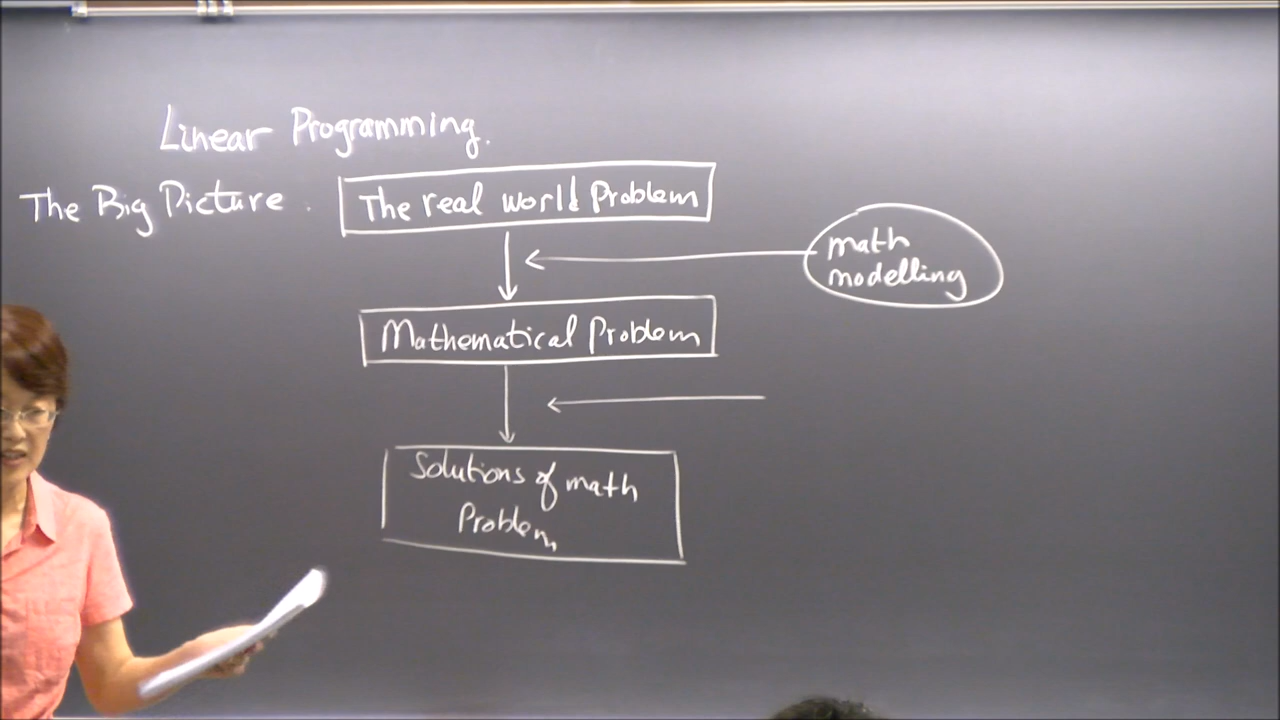 Linear Programming.
The Big Picture :
The real world Problem
math
modelling
Mathematical Problem
Solutions of math
Problem